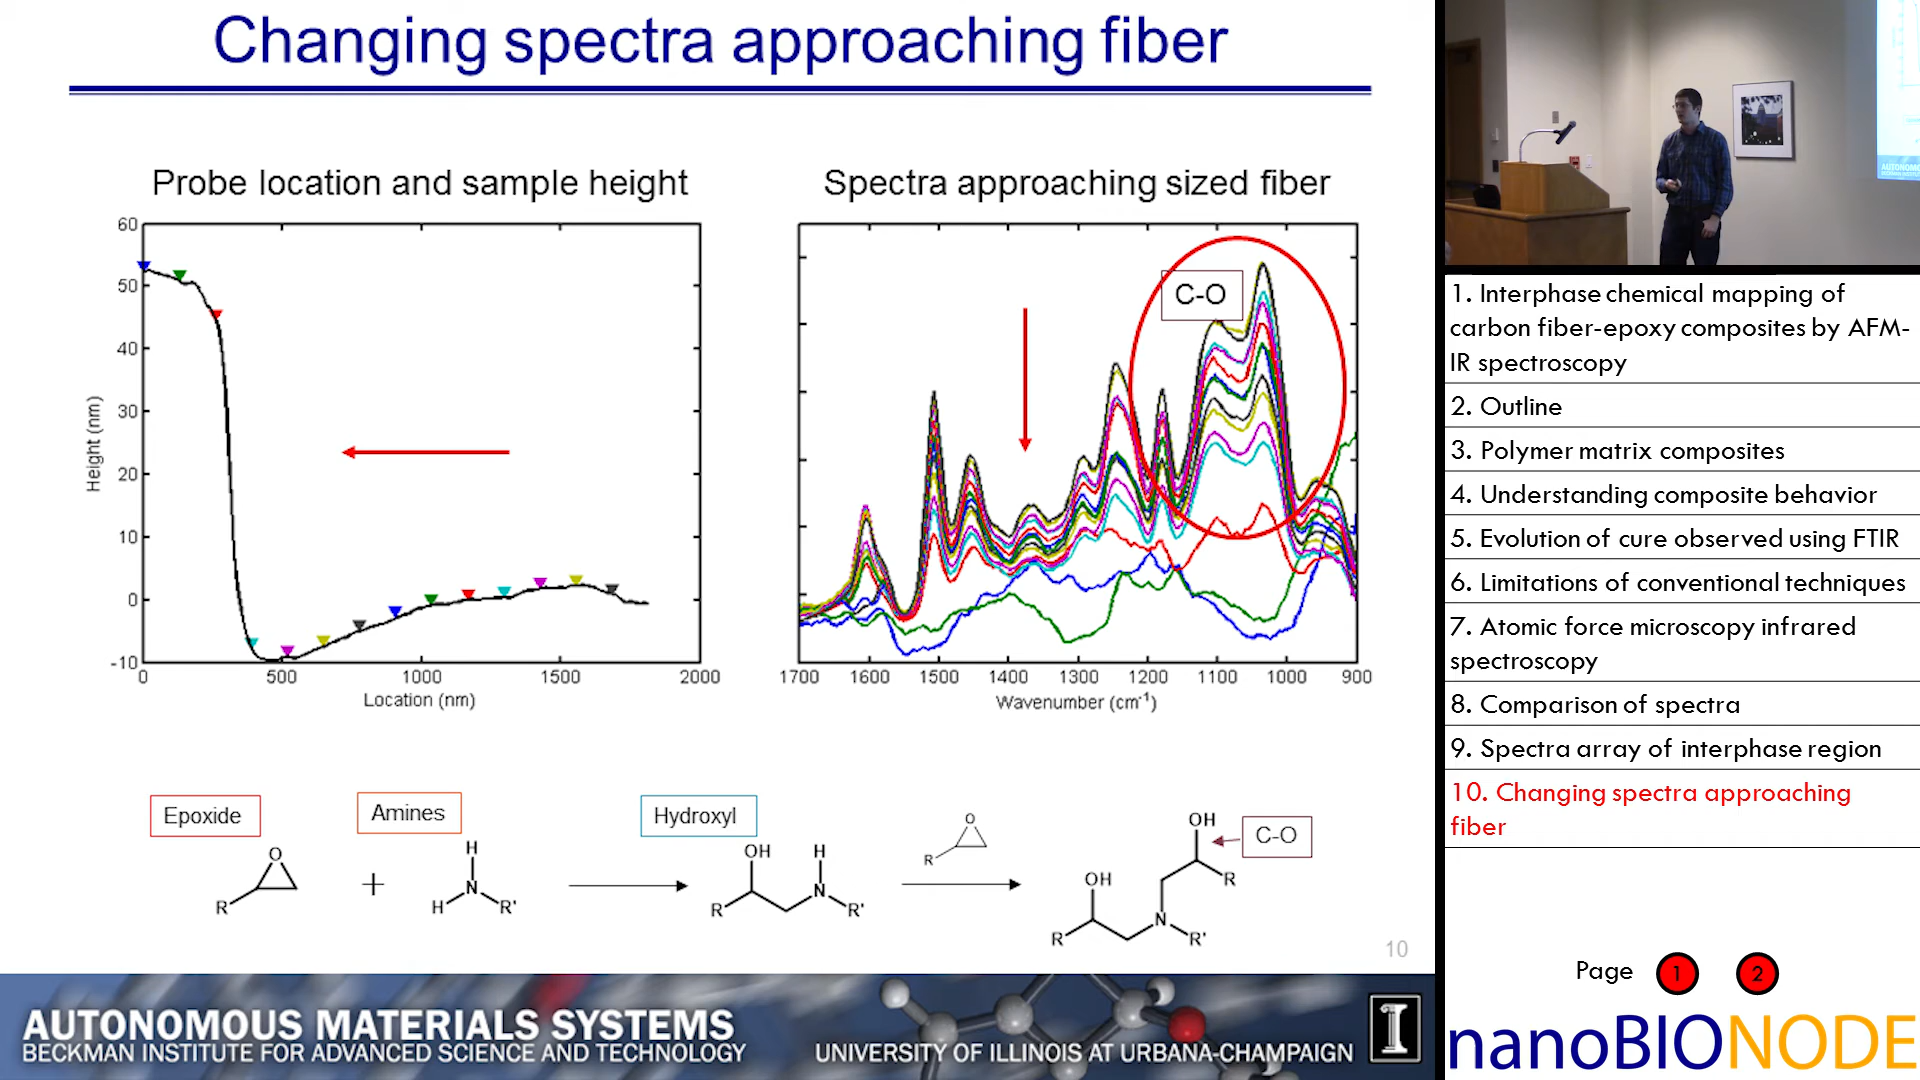 Changing spectra approaching fiber
Probe location and sample height
60
50
40
30
20
10
0
-10
Height (nm)
0
500
1000
1500
2000
Location (nm)
Spectra approaching sized fiber
C-O
1700
1600
1500
1400
1300
1200
1100
1000
900
Wavenumber (cm⁻¹)
Epoxide
Amines
Hydroxyl
O
R
+
H
N
H
R'
OH
H
R
N
R'
O
R
OH
C-O
R
OH
N
R
R'
10
AUTONOMOUS MATERIALS SYSTEMS
BECKMAN INSTITUTE FOR ADVANCED SCIENCE AND TECHNOLOGY
UNIVERSITY OF ILLINOIS AT URBANA-CHAMPAIGN
I
1. Interphase chemical mapping of
carbon fiber-epoxy composites by AFM-
IR spectroscopy
2. Outline
3. Polymer matrix composites
4. Understanding composite behavior
5. Evolution of cure observed using FTIR
6. Limitations of conventional techniques
7. Atomic force microscopy infrared
spectroscopy
8. Comparison of spectra
9. Spectra array of interphase region
10. Changing spectra approaching
fiber
Page 1 2
nanoBIONODE